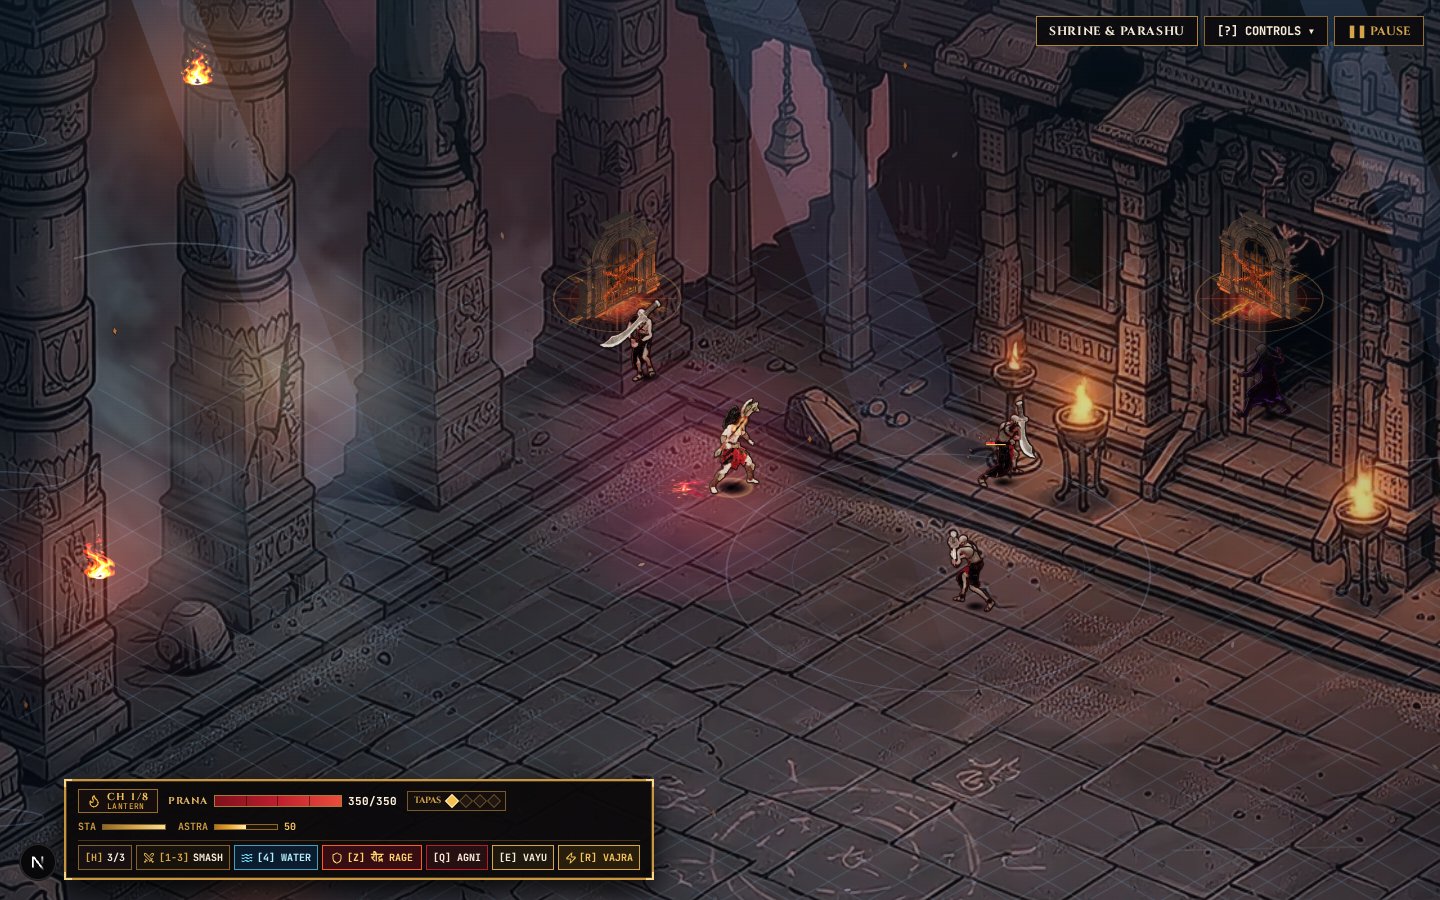 SHRINE & PARASHU
[?] CONTROLS ▾
PAUSE
CH 1/8
LANTERN
PRANA
350/350
TAPAS
STA
ASTRA
50
[H] 3/3
[1-3] SMASH
[4] WATER
[Z] रौद्र RAGE
[Q] AGNI
[E] VAYU
[R] VAJRA
N